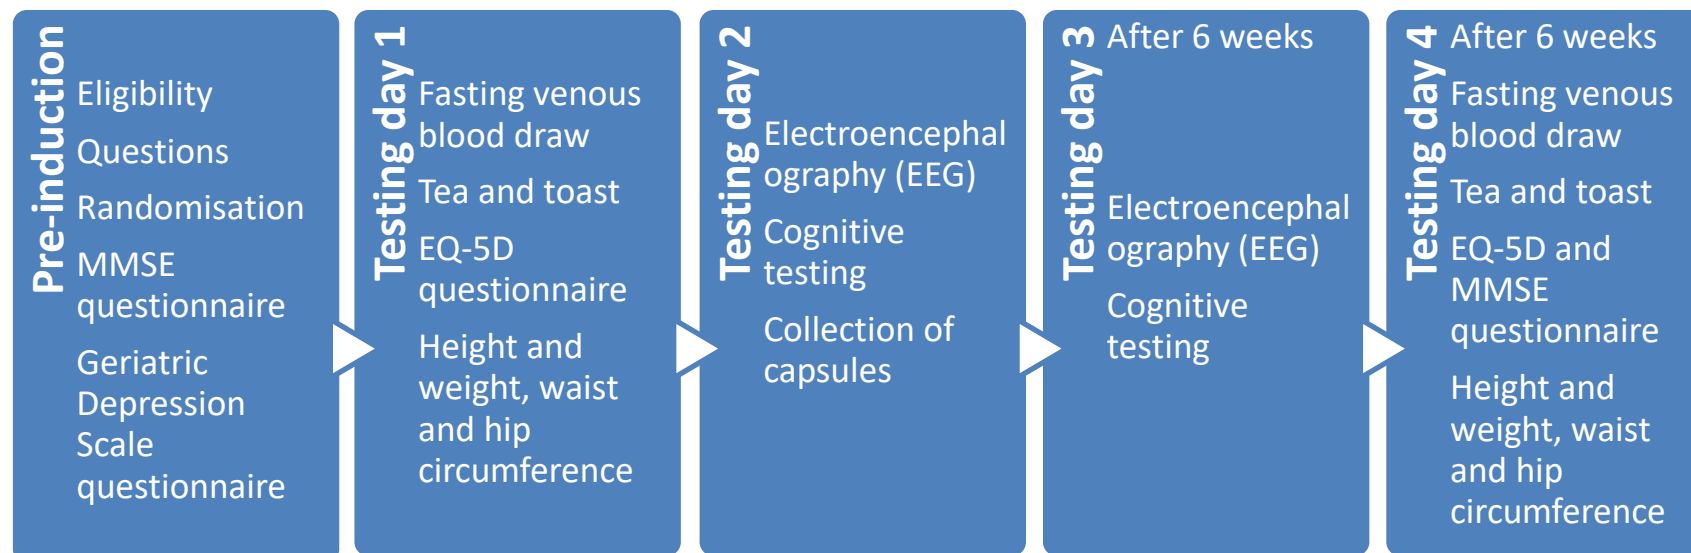 Pre-induction
Eligibility
Questions
Randomisation
MMSE
questionnaire
Geriatric
Depression
Scale
questionnaire
Testing day 1
Fasting venous
blood draw
Tea and toast
EQ-5D
questionnaire
Height and
weight, waist
and hip
circumference
Testing day 2
Electroencephal
ography (EEG)
Cognitive
testing
Collection of
capsules
Testing day 3
After 6 weeks
Electroencephal
ography (EEG)
Cognitive
testing
Testing day 4
After 6 weeks
Fasting venous
blood draw
Tea and toast
EQ-5D and
MMSE
questionnaire
Height and
weight, waist
and hip
circumference